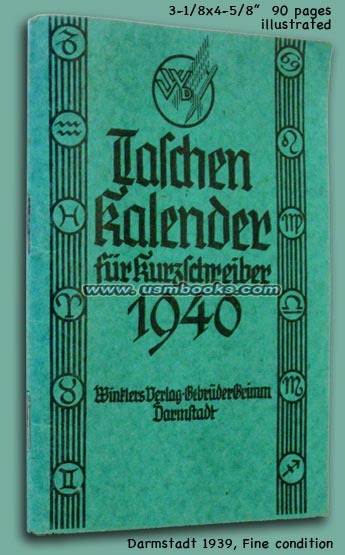 3-1/8x4-5/8" 90 pages
illustrated
Taschen
Kalender
für Kurzschreiber
www.usmbooks.com
1940
Winklers Verlag·Gebrüder Grimm
Darmstadt
Darmstadt 1939, Fine condition